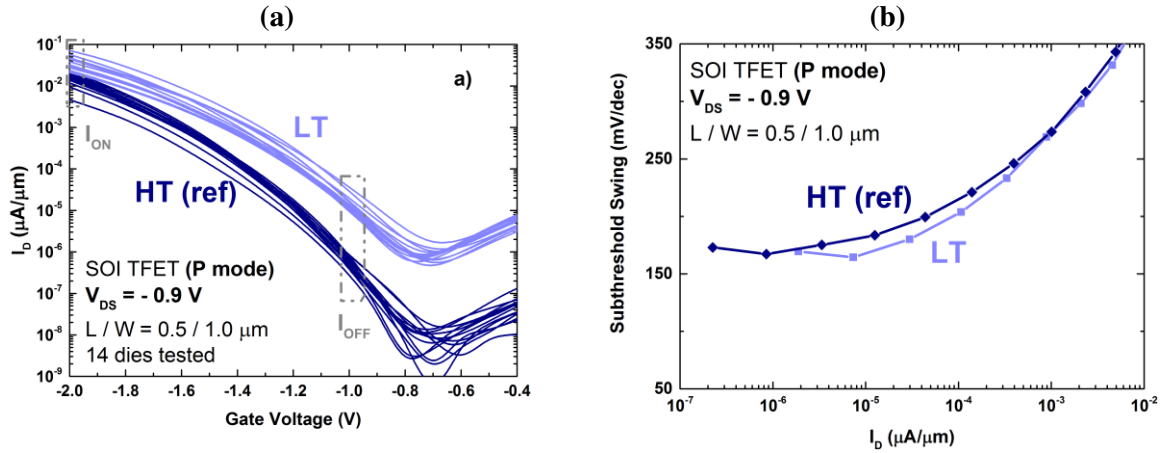 (a)
10⁻¹
10⁻²
10⁻³
10⁻⁴
10⁻⁵
10⁻⁶
10⁻⁷
10⁻⁸
10⁻⁹
I_D (µA/µm)
a)
I_ON
LT
HT (ref)
SOI TFET (P mode)
V_DS = - 0.9 V
L / W = 0.5 / 1.0 µm
14 dies tested
I_OFF
-2.0 -1.8 -1.6 -1.4 -1.2 -1.0 -0.8 -0.6 -0.4
Gate Voltage (V)
(b)
350
250
150
50
Subthreshold Swing (mV/dec)
SOI TFET (P mode)
V_DS = - 0.9 V
L / W = 0.5 / 1.0 µm
HT (ref)
LT
10⁻⁷ 10⁻⁶ 10⁻⁵ 10⁻⁴ 10⁻³ 10⁻²
I_D (µA/µm)